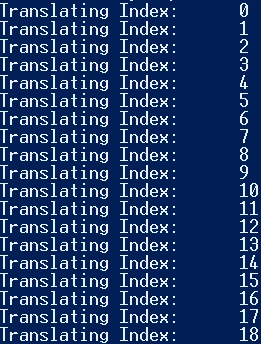 Translating Index: 0
Translating Index: 1
Translating Index: 2
Translating Index: 3
Translating Index: 4
Translating Index: 5
Translating Index: 6
Translating Index: 7
Translating Index: 8
Translating Index: 9
Translating Index: 10
Translating Index: 11
Translating Index: 12
Translating Index: 13
Translating Index: 14
Translating Index: 15
Translating Index: 16
Translating Index: 17
Translating Index: 18